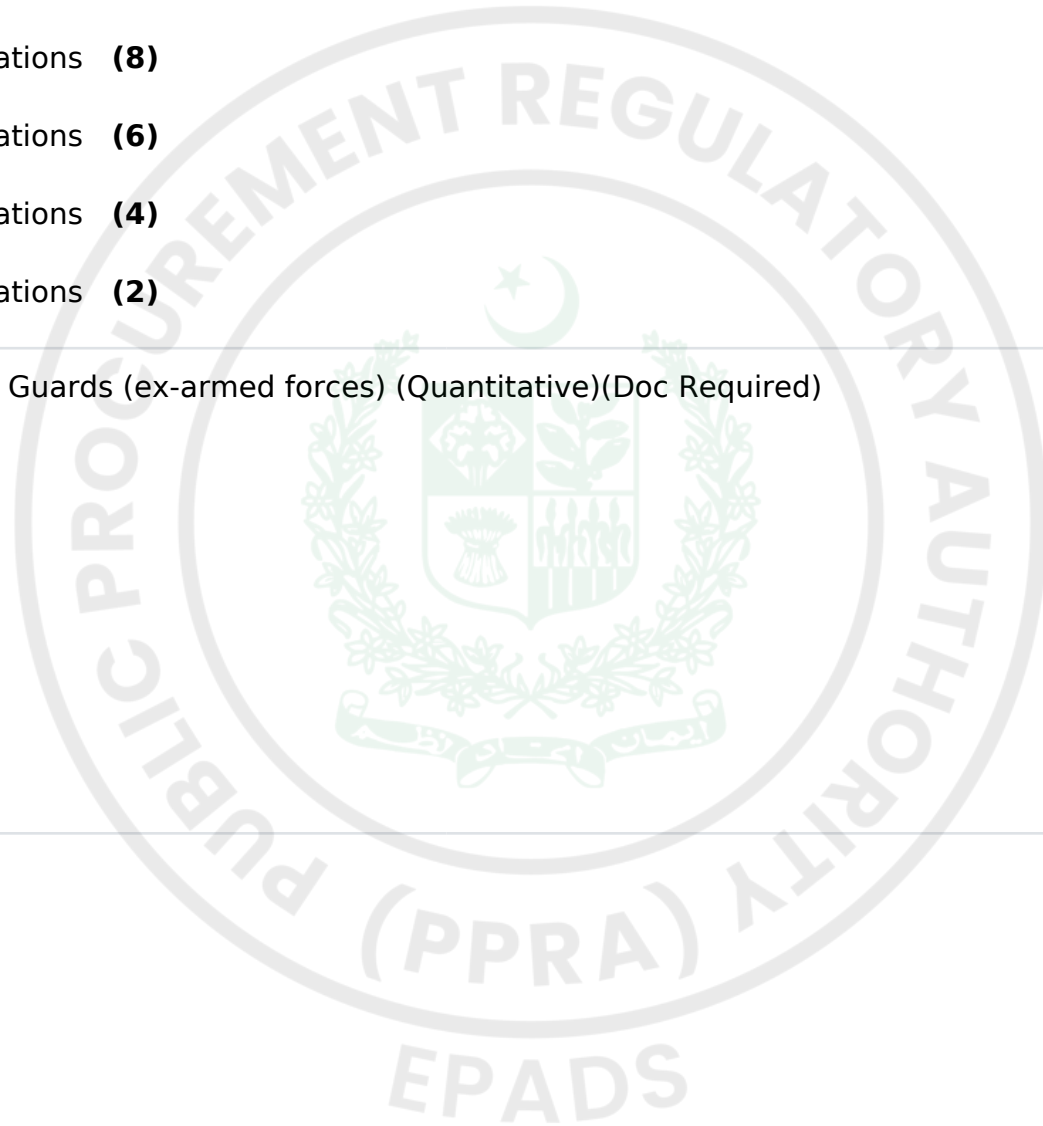 ations (8)
ations (6)
ations (4)
ations (2)
Guards (ex-armed forces) (Quantitative)(Doc Required)
PUBLIC PROCUREMENT REGULATORY AUTHORITY
(PPRA)
EPADS